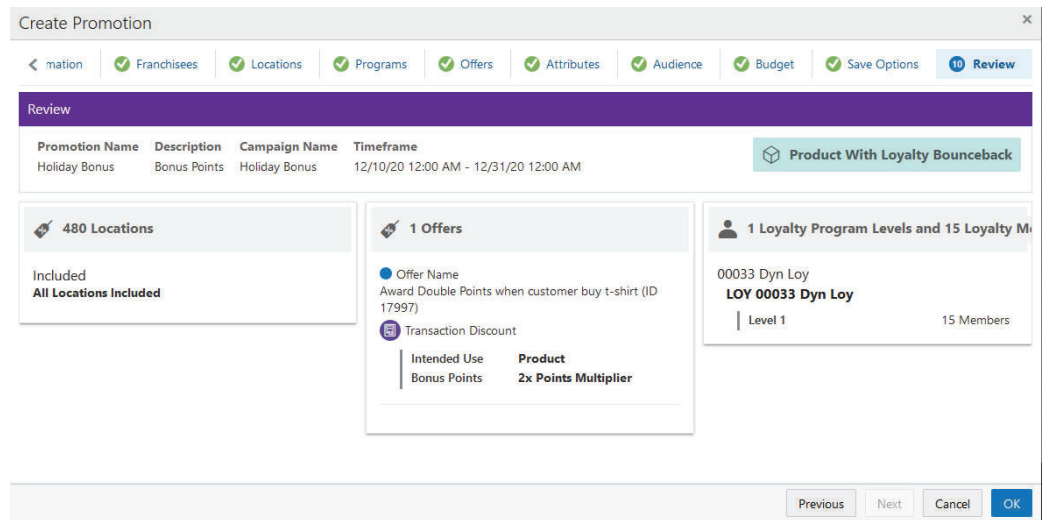 Create Promotion
mation Franchisees Locations Programs Offers Attributes Audience Budget Save Options 10 Review
Review
Promotion Name Description Campaign Name Timeframe
Holiday Bonus Bonus Points Holiday Bonus 12/10/20 12:00 AM - 12/31/20 12:00 AM
Product With Loyalty Bounceback
480 Locations
Included
All Locations Included
1 Offers
Offer Name
Award Double Points when customer buy t-shirt (ID
17997)
Transaction Discount
Intended Use Product
Bonus Points 2x Points Multiplier
1 Loyalty Program Levels and 15 Loyalty M
00033 Dyn Loy
LOY 00033 Dyn Loy
Level 1 15 Members
Previous Next Cancel OK